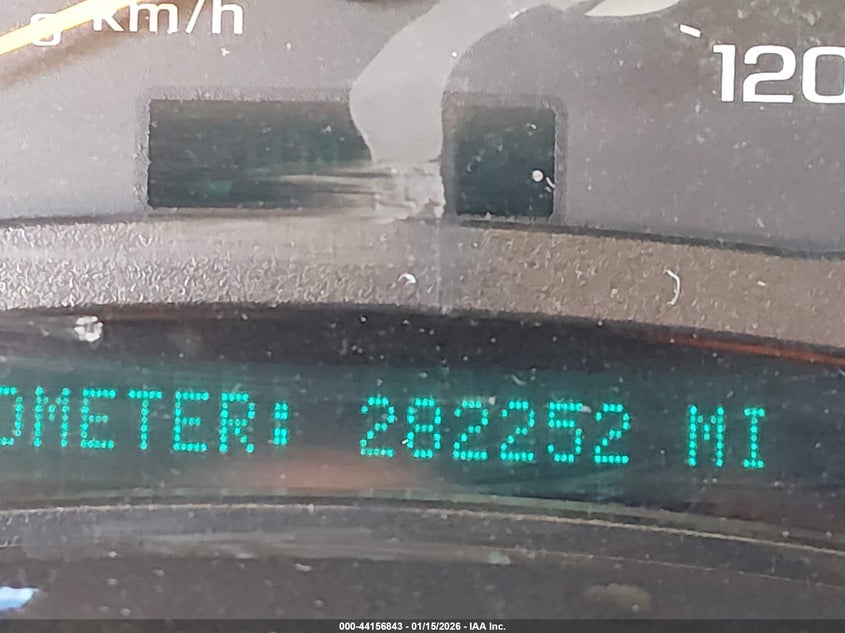 km/h
120
OMETER: 282252 MI
000-44156843 - 01/15/2026 - IAA Inc.